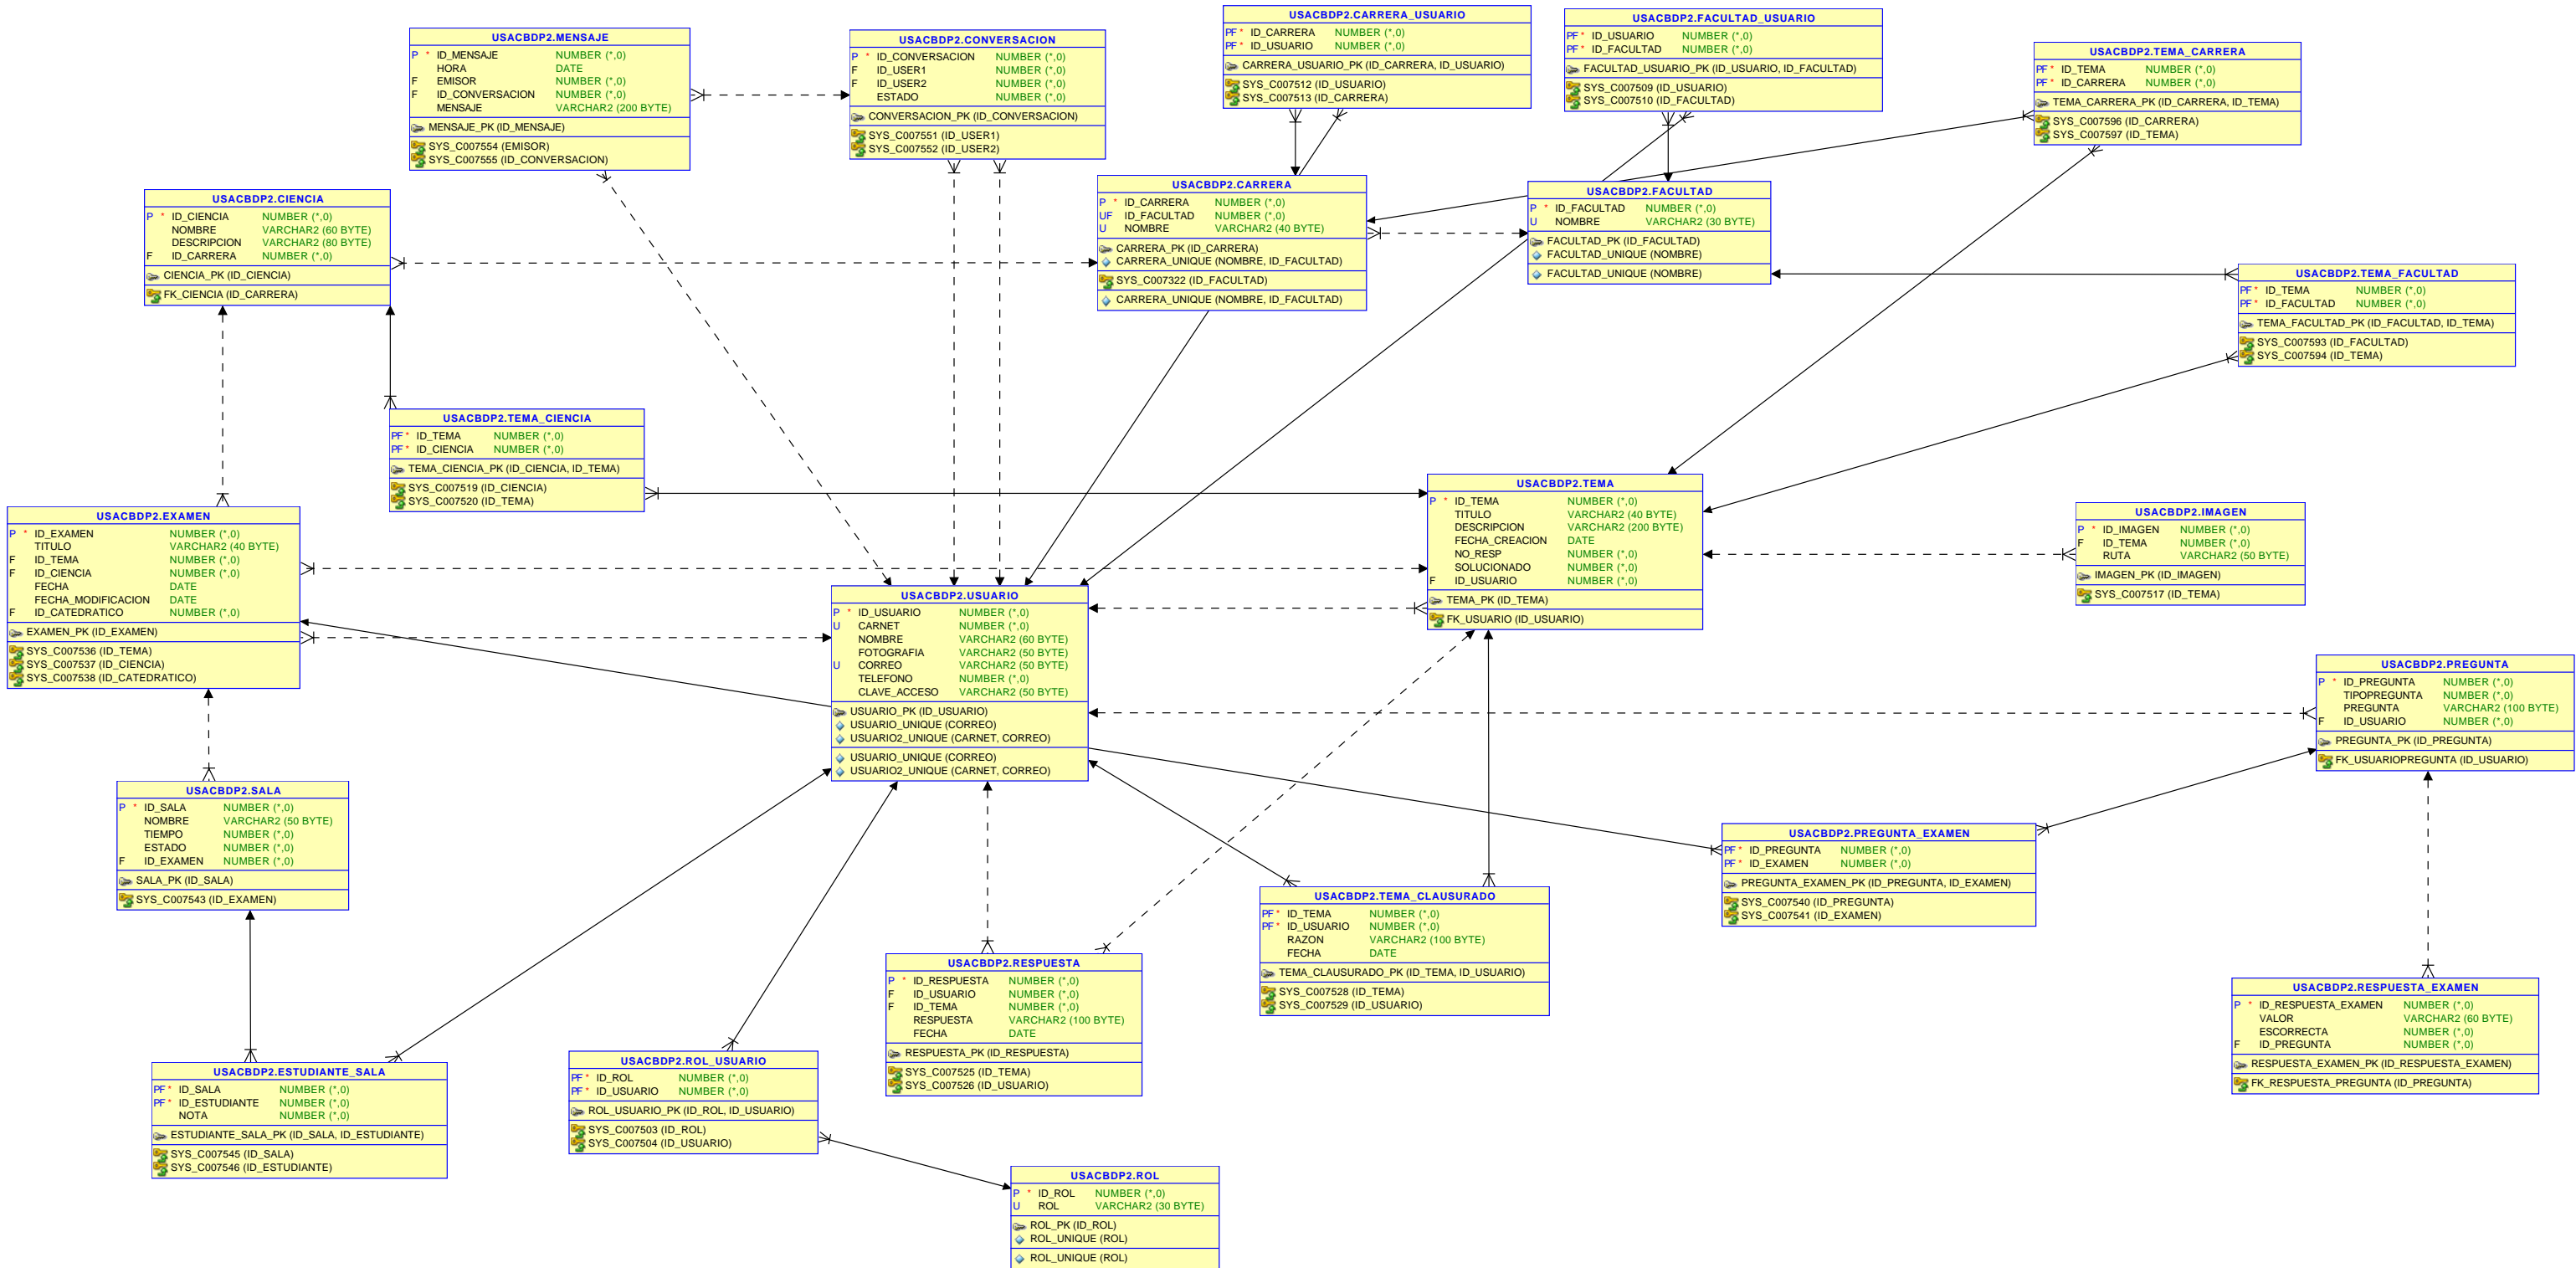 USACBDP2.MENSAJE
P * ID_MENSAJE NUMBER (*,0)
HORA DATE
F EMISOR NUMBER (*,0)
F ID_CONVERSACION NUMBER (*,0)
MENSAJE VARCHAR2 (200 BYTE)
MENSAJE_PK (ID_MENSAJE)
SYS_C007554 (EMISOR)
SYS_C007555 (ID_CONVERSACION)
USACBDP2.CONVERSACION
P * ID_CONVERSACION NUMBER (*,0)
F ID_USER1 NUMBER (*,0)
F ID_USER2 NUMBER (*,0)
ESTADO NUMBER (*,0)
CONVERSACION_PK (ID_CONVERSACION)
SYS_C007551 (ID_USER1)
SYS_C007552 (ID_USER2)
USACBDP2.CARRERA_USUARIO
PF * ID_CARRERA NUMBER (*,0)
PF * ID_USUARIO NUMBER (*,0)
CARRERA_USUARIO_PK (ID_CARRERA, ID_USUARIO)
SYS_C007512 (ID_USUARIO)
SYS_C007513 (ID_CARRERA)
USACBDP2.FACULTAD_USUARIO
PF * ID_USUARIO NUMBER (*,0)
PF * ID_FACULTAD NUMBER (*,0)
FACULTAD_USUARIO_PK (ID_USUARIO, ID_FACULTAD)
SYS_C007509 (ID_USUARIO)
SYS_C007510 (ID_FACULTAD)
USACBDP2.TEMA_CARRERA
PF * ID_TEMA NUMBER (*,0)
PF * ID_CARRERA NUMBER (*,0)
TEMA_CARRERA_PK (ID_CARRERA, ID_TEMA)
SYS_C007596 (ID_CARRERA)
SYS_C007597 (ID_TEMA)
USACBDP2.CIENCIA
P * ID_CIENCIA NUMBER (*,0)
NOMBRE VARCHAR2 (60 BYTE)
DESCRIPCION VARCHAR2 (80 BYTE)
F ID_CARRERA NUMBER (*,0)
CIENCIA_PK (ID_CIENCIA)
FK_CIENCIA (ID_CARRERA)
USACBDP2.CARRERA
P * ID_CARRERA NUMBER (*,0)
UF ID_FACULTAD NUMBER (*,0)
U NOMBRE VARCHAR2 (40 BYTE)
CARRERA_PK (ID_CARRERA)
CARRERA_UNIQUE (NOMBRE, ID_FACULTAD)
SYS_C007322 (ID_FACULTAD)
CARRERA_UNIQUE (NOMBRE, ID_FACULTAD)
USACBDP2.FACULTAD
P * ID_FACULTAD NUMBER (*,0)
U NOMBRE VARCHAR2 (30 BYTE)
FACULTAD_PK (ID_FACULTAD)
FACULTAD_UNIQUE (NOMBRE)
FACULTAD_UNIQUE (NOMBRE)
USACBDP2.TEMA_FACULTAD
PF * ID_TEMA NUMBER (*,0)
PF * ID_FACULTAD NUMBER (*,0)
TEMA_FACULTAD_PK (ID_FACULTAD, ID_TEMA)
SYS_C007593 (ID_FACULTAD)
SYS_C007594 (ID_TEMA)
USACBDP2.TEMA_CIENCIA
PF * ID_TEMA NUMBER (*,0)
PF * ID_CIENCIA NUMBER (*,0)
TEMA_CIENCIA_PK (ID_CIENCIA, ID_TEMA)
SYS_C007519 (ID_CIENCIA)
SYS_C007520 (ID_TEMA)
USACBDP2.EXAMEN
P * ID_EXAMEN NUMBER (*,0)
TITULO VARCHAR2 (40 BYTE)
F ID_TEMA NUMBER (*,0)
F ID_CIENCIA NUMBER (*,0)
FECHA DATE
FECHA_MODIFICACION DATE
F ID_CATEDRATICO NUMBER (*,0)
EXAMEN_PK (ID_EXAMEN)
SYS_C007536 (ID_TEMA)
SYS_C007537 (ID_CIENCIA)
SYS_C007538 (ID_CATEDRATICO)
USACBDP2.TEMA
P * ID_TEMA NUMBER (*,0)
TITULO VARCHAR2 (40 BYTE)
DESCRIPCION VARCHAR2 (200 BYTE)
FECHA_CREACION DATE
NO_RESP NUMBER (*,0)
SOLUCIONADO NUMBER (*,0)
F ID_USUARIO NUMBER (*,0)
TEMA_PK (ID_TEMA)
FK_USUARIO (ID_USUARIO)
USACBDP2.IMAGEN
P * ID_IMAGEN NUMBER (*,0)
F ID_TEMA NUMBER (*,0)
RUTA VARCHAR2 (50 BYTE)
IMAGEN_PK (ID_IMAGEN)
SYS_C007517 (ID_TEMA)
USACBDP2.USUARIO
P * ID_USUARIO NUMBER (*,0)
U CARNET NUMBER (*,0)
NOMBRE VARCHAR2 (60 BYTE)
FOTOGRAFIA VARCHAR2 (50 BYTE)
U CORREO VARCHAR2 (50 BYTE)
TELEFONO NUMBER (*,0)
CLAVE_ACCESO VARCHAR2 (50 BYTE)
USUARIO_PK (ID_USUARIO)
USUARIO_UNIQUE (CORREO)
USUARIO2_UNIQUE (CARNET, CORREO)
USUARIO_UNIQUE (CORREO)
USUARIO2_UNIQUE (CARNET, CORREO)
USACBDP2.PREGUNTA
P * ID_PREGUNTA NUMBER (*,0)
TIPOPREGUNTA NUMBER (*,0)
PREGUNTA VARCHAR2 (100 BYTE)
F ID_USUARIO NUMBER (*,0)
PREGUNTA_PK (ID_PREGUNTA)
FK_USUARIOPREGUNTA (ID_USUARIO)
USACBDP2.SALA
P * ID_SALA NUMBER (*,0)
NOMBRE VARCHAR2 (50 BYTE)
TIEMPO NUMBER (*,0)
ESTADO NUMBER (*,0)
F ID_EXAMEN NUMBER (*,0)
SALA_PK (ID_SALA)
SYS_C007543 (ID_EXAMEN)
USACBDP2.PREGUNTA_EXAMEN
PF * ID_PREGUNTA NUMBER (*,0)
PF * ID_EXAMEN NUMBER (*,0)
PREGUNTA_EXAMEN_PK (ID_PREGUNTA, ID_EXAMEN)
SYS_C007540 (ID_PREGUNTA)
SYS_C007541 (ID_EXAMEN)
USACBDP2.TEMA_CLAUSURADO
PF * ID_TEMA NUMBER (*,0)
PF * ID_USUARIO NUMBER (*,0)
RAZON VARCHAR2 (100 BYTE)
FECHA DATE
TEMA_CLAUSURADO_PK (ID_TEMA, ID_USUARIO)
SYS_C007528 (ID_TEMA)
SYS_C007529 (ID_USUARIO)
USACBDP2.RESPUESTA
P * ID_RESPUESTA NUMBER (*,0)
F ID_USUARIO NUMBER (*,0)
F ID_TEMA NUMBER (*,0)
RESPUESTA VARCHAR2 (100 BYTE)
FECHA DATE
RESPUESTA_PK (ID_RESPUESTA)
SYS_C007525 (ID_TEMA)
SYS_C007526 (ID_USUARIO)
USACBDP2.RESPUESTA_EXAMEN
P * ID_RESPUESTA_EXAMEN NUMBER (*,0)
VALOR VARCHAR2 (60 BYTE)
ESCORRECTA NUMBER (*,0)
F ID_PREGUNTA NUMBER (*,0)
RESPUESTA_EXAMEN_PK (ID_RESPUESTA_EXAMEN)
FK_RESPUESTA_PREGUNTA (ID_PREGUNTA)
USACBDP2.ESTUDIANTE_SALA
PF * ID_SALA NUMBER (*,0)
PF * ID_ESTUDIANTE NUMBER (*,0)
NOTA NUMBER (*,0)
ESTUDIANTE_SALA_PK (ID_SALA, ID_ESTUDIANTE)
SYS_C007545 (ID_SALA)
SYS_C007546 (ID_ESTUDIANTE)
USACBDP2.ROL_USUARIO
PF * ID_ROL NUMBER (*,0)
PF * ID_USUARIO NUMBER (*,0)
ROL_USUARIO_PK (ID_ROL, ID_USUARIO)
SYS_C007503 (ID_ROL)
SYS_C007504 (ID_USUARIO)
USACBDP2.ROL
P * ID_ROL NUMBER (*,0)
U ROL VARCHAR2 (30 BYTE)
ROL_PK (ID_ROL)
ROL_UNIQUE (ROL)
ROL_UNIQUE (ROL)